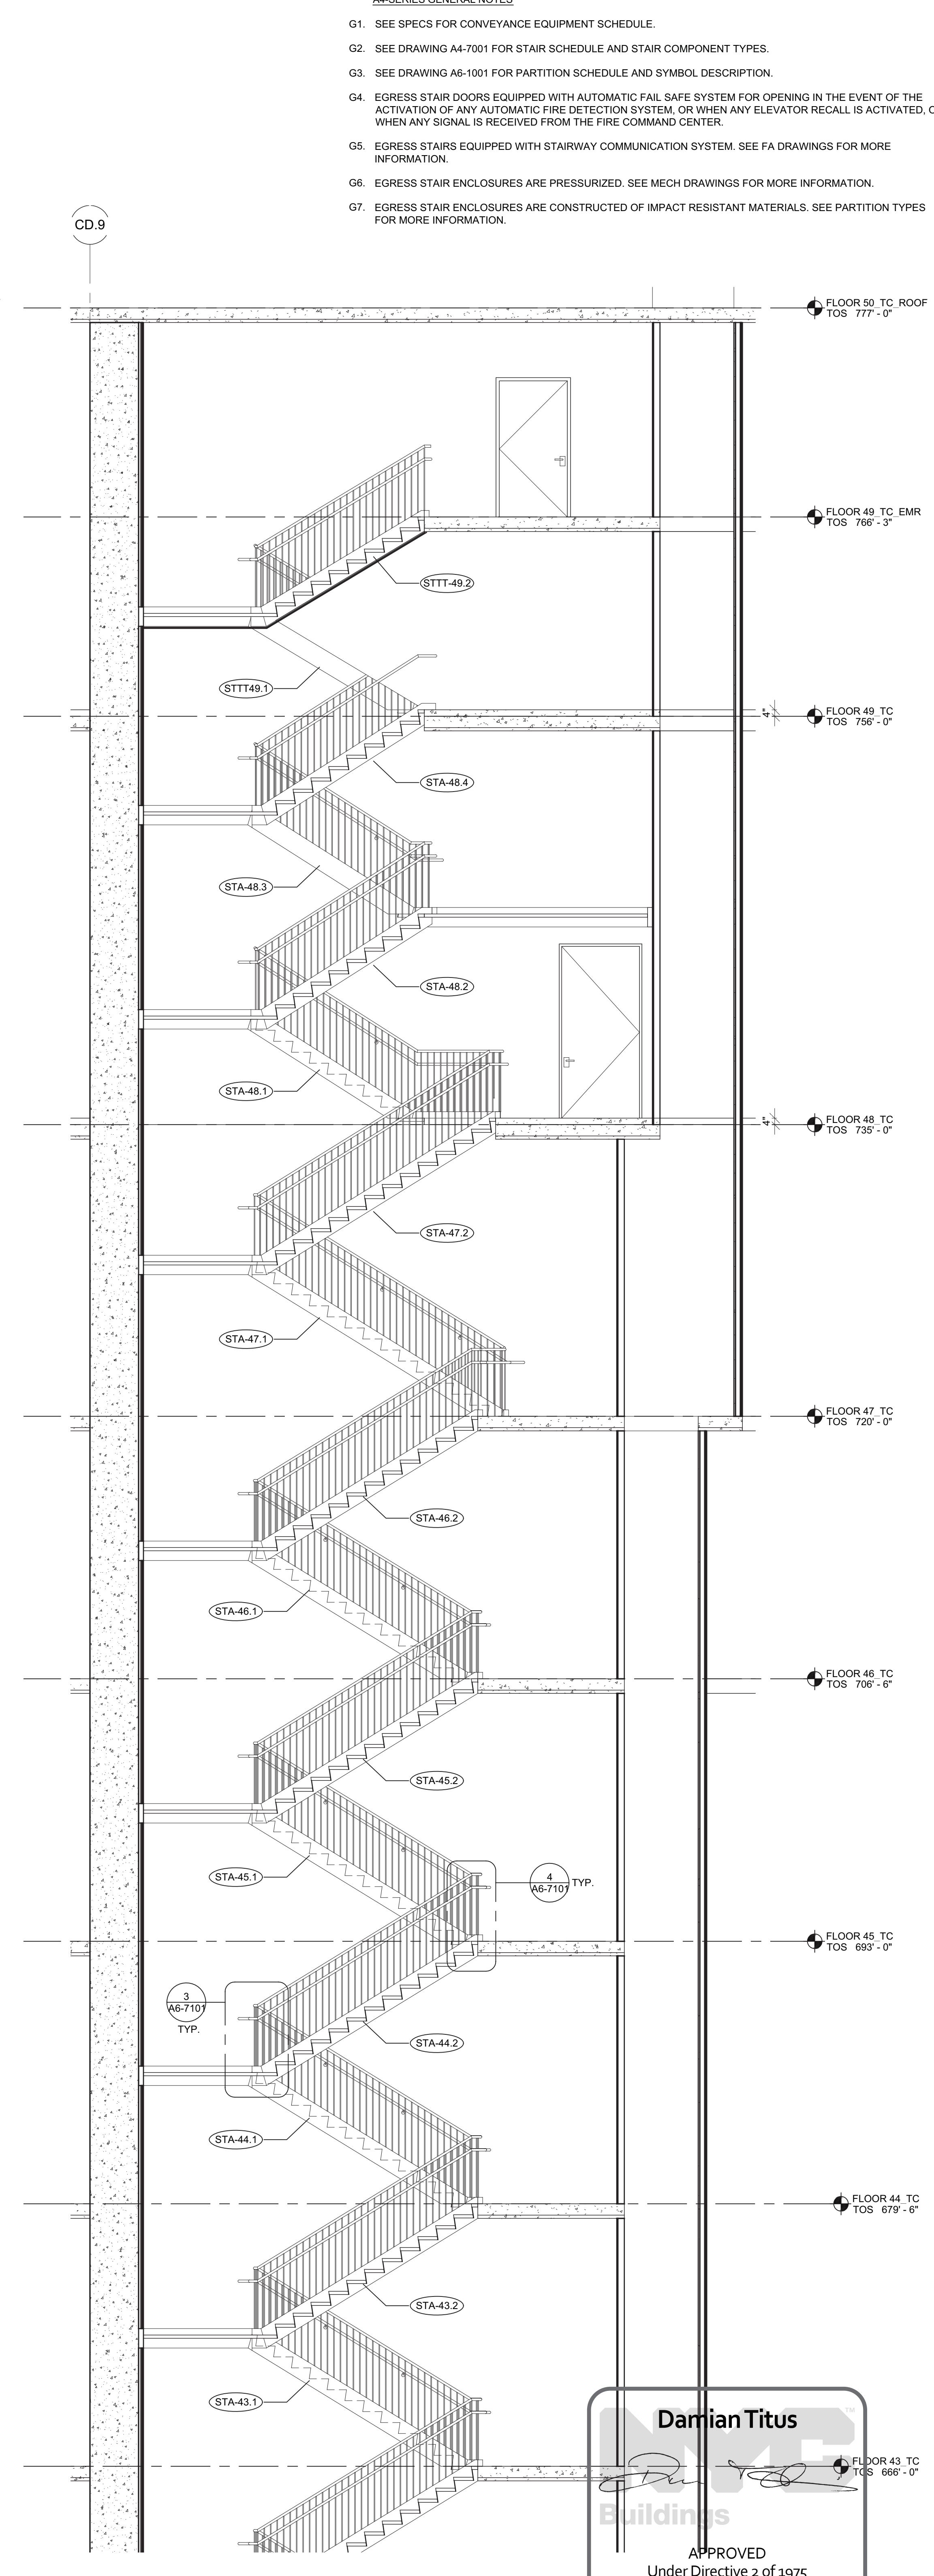 A4-SERIES GENERAL NOTES
G1. SEE SPECS FOR CONVEYANCE EQUIPMENT SCHEDULE.
G2. SEE DRAWING A4-7001 FOR STAIR SCHEDULE AND STAIR COMPONENT TYPES.
G3. SEE DRAWING A6-1001 FOR PARTITION SCHEDULE AND SYMBOL DESCRIPTION.
G4. EGRESS STAIR DOORS EQUIPPED WITH AUTOMATIC FAIL SAFE SYSTEM FOR OPENING IN THE EVENT OF THE
ACTIVATION OF ANY AUTOMATIC FIRE DETECTION SYSTEM, OR WHEN ANY ELEVATOR RECALL IS ACTIVATED,
WHEN ANY SIGNAL IS RECEIVED FROM THE FIRE COMMAND CENTER.
G5. EGRESS STAIRS EQUIPPED WITH STAIRWAY COMMUNICATION SYSTEM. SEE FA DRAWINGS FOR MORE
INFORMATION.
G6. EGRESS STAIR ENCLOSURES ARE PRESSURIZED. SEE MECH DRAWINGS FOR MORE INFORMATION.
G7. EGRESS STAIR ENCLOSURES ARE CONSTRUCTED OF IMPACT RESISTANT MATERIALS. SEE PARTITION TYPES
FOR MORE INFORMATION.
CD.9
FLOOR 50_TC_ROOF
TOS 777' - 0"
FLOOR 49_TC_EMR
TOS 766' - 3"
STTT-49.2
STTT49.1
4"
FLOOR 49_TC
TOS 756' - 0"
STA-48.4
STA-48.3
STA-48.2
STA-48.1
4"
FLOOR 48_TC
TOS 735' - 0"
STA-47.2
STA-47.1
FLOOR 47_TC
TOS 720' - 0"
STA-46.2
STA-46.1
FLOOR 46_TC
TOS 706' - 6"
STA-45.2
STA-45.1
4
A6-7101
TYP.
FLOOR 45_TC
TOS 693' - 0"
3
A6-7101
TYP.
STA-44.2
STA-44.1
FLOOR 44_TC
TOS 679' - 6"
STA-43.2
STA-43.1
Damian Titus
NYC
TM
FLOOR 43_TC
TOS 666' - 0"
Buildings
APPROVED
Under Directive 2 of 1975